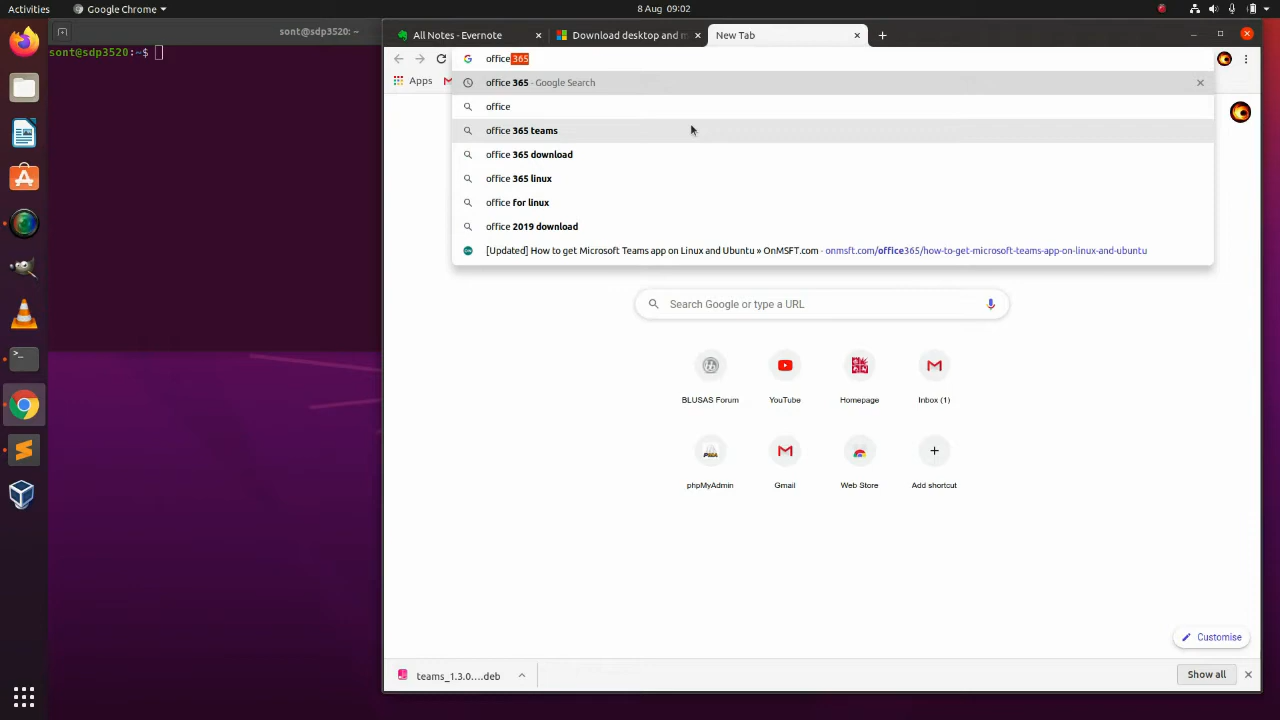 Activities
Google Chrome
8 Aug 09:02
sont@sdp3520: ~
sont@sdp3520:~$
All Notes - Evernote
Download desktop and m
New Tab
office 365
Apps
office 365 - Google Search
office
office 365 teams
office 365 download
office 365 linux
office for linux
office 2019 download
[Updated] How to get Microsoft Teams app on Linux and Ubuntu » OnMSFT.com - onmsft.com/office365/how-to-get-microsoft-teams-app-on-linux-and-ubuntu
Search Google or type a URL
BLUSAS Forum
YouTube
Homepage
Inbox (1)
phpMyAdmin
Gmail
Web Store
Add shortcut
Customise
teams_1.3.0....deb
Show all